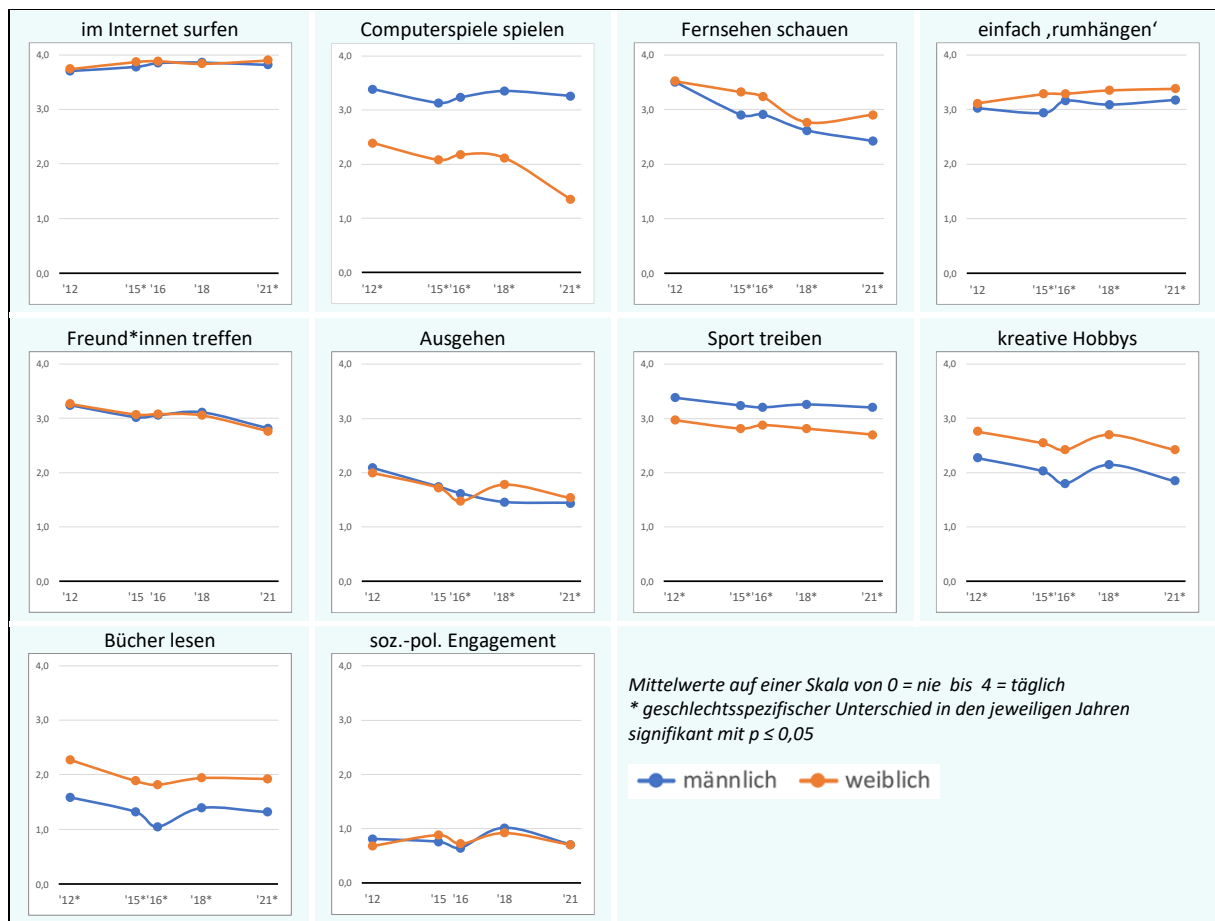 im Internet surfen
4,0
3,0
2,0
1,0
0,0
'12 '15* '16 '18 '21*
Computerspiele spielen
4,0
3,0
2,0
1,0
0,0
'12* '15* '16* '18* '21*
Fernsehen schauen
4,0
3,0
2,0
1,0
0,0
'12 '15* '16* '18* '21*
einfach ‚rumhängen‘
4,0
3,0
2,0
1,0
0,0
'12 '15* '16* '18* '21*
Freund*innen treffen
4,0
3,0
2,0
1,0
0,0
'12 '15 '16 '18 '21
Ausgehen
4,0
3,0
2,0
1,0
0,0
'12 '15 '16* '18* '21*
Sport treiben
4,0
3,0
2,0
1,0
0,0
'12* '15* '16* '18* '21*
kreative Hobbys
4,0
3,0
2,0
1,0
0,0
'12* '15* '16* '18* '21*
Bücher lesen
4,0
3,0
2,0
1,0
0,0
'12* '15* '16* '18* '21*
soz.-pol. Engagement
4,0
3,0
2,0
1,0
0,0
'12 '15* '16 '18 '21
Mittelwerte auf einer Skala von 0 = nie bis 4 = täglich
* geschlechtsspezifischer Unterschied in den jeweiligen Jahren
signifikant mit p ≤ 0,05
männlich weiblich